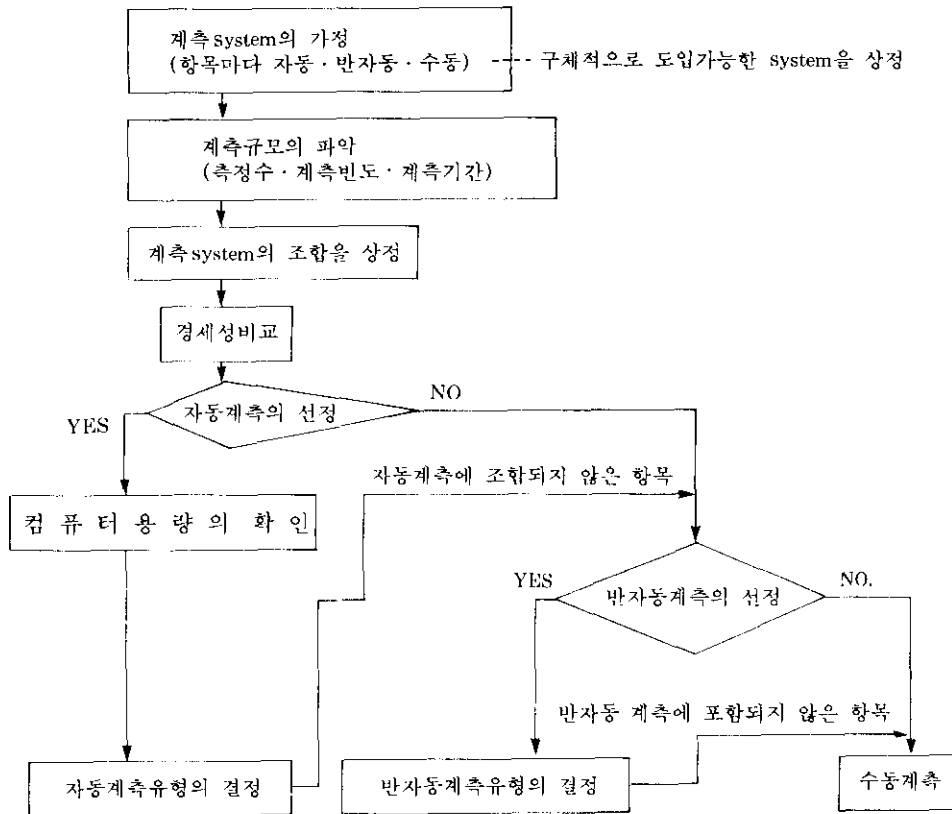 계측system의 가정
(항목마다 자동·반자동·수동) ---- 구체적으로 도입가능한 system을 상정
계측규모의 파악
(측정수·계측빈도·계측기간)
계측system의 조합을 상정
경세성비교
자동계측의 선정
NO
YES
자동계측에 조합되지 않은 항목
컴 퓨 터 용 량 의 확 인
YES
반자동계측의 선정
NO.
반자동 계측에 포함되지 않은 항목
자동계측유형의 결정
반자동계측유형의 결정
수동계측